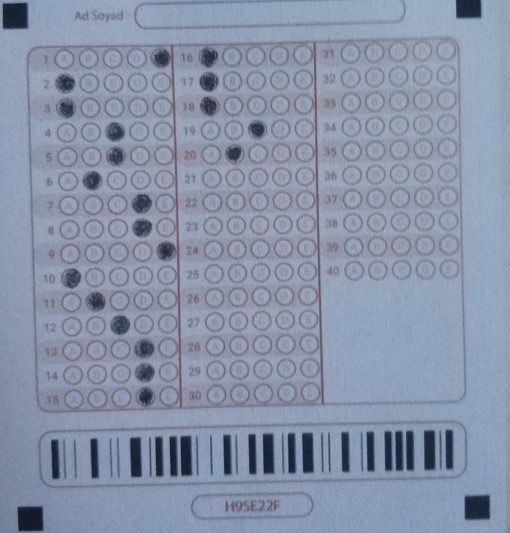 Ad Soyad :
1 A B C D
2 B C D E
3 B C D E
4 A B D E
5 A B D E
6 A C D E
7 A B C E
8 A B C E
9 A B C D
10 B C D E
11 A C D E
12 A B D E
13 A B C E
14 A B C E
15 A B C E
16 B C D E
17 B C D E
18 B C D E
19 A B D E
20 A C D E
21 A B C D E
22 A B C D E
23 A B C D E
24 A B C D E
25 A B C D E
26 A B C D E
27 A B C D E
28 A B C D E
29 A B C D E
30 A B C D E
31 A B C D E
32 A B C D E
33 A B C D E
34 A B C D E
35 A B C D E
36 A B C D E
37 A B C D E
38 A B C D E
39 A B C D E
40 A B C D E
H9SE22F